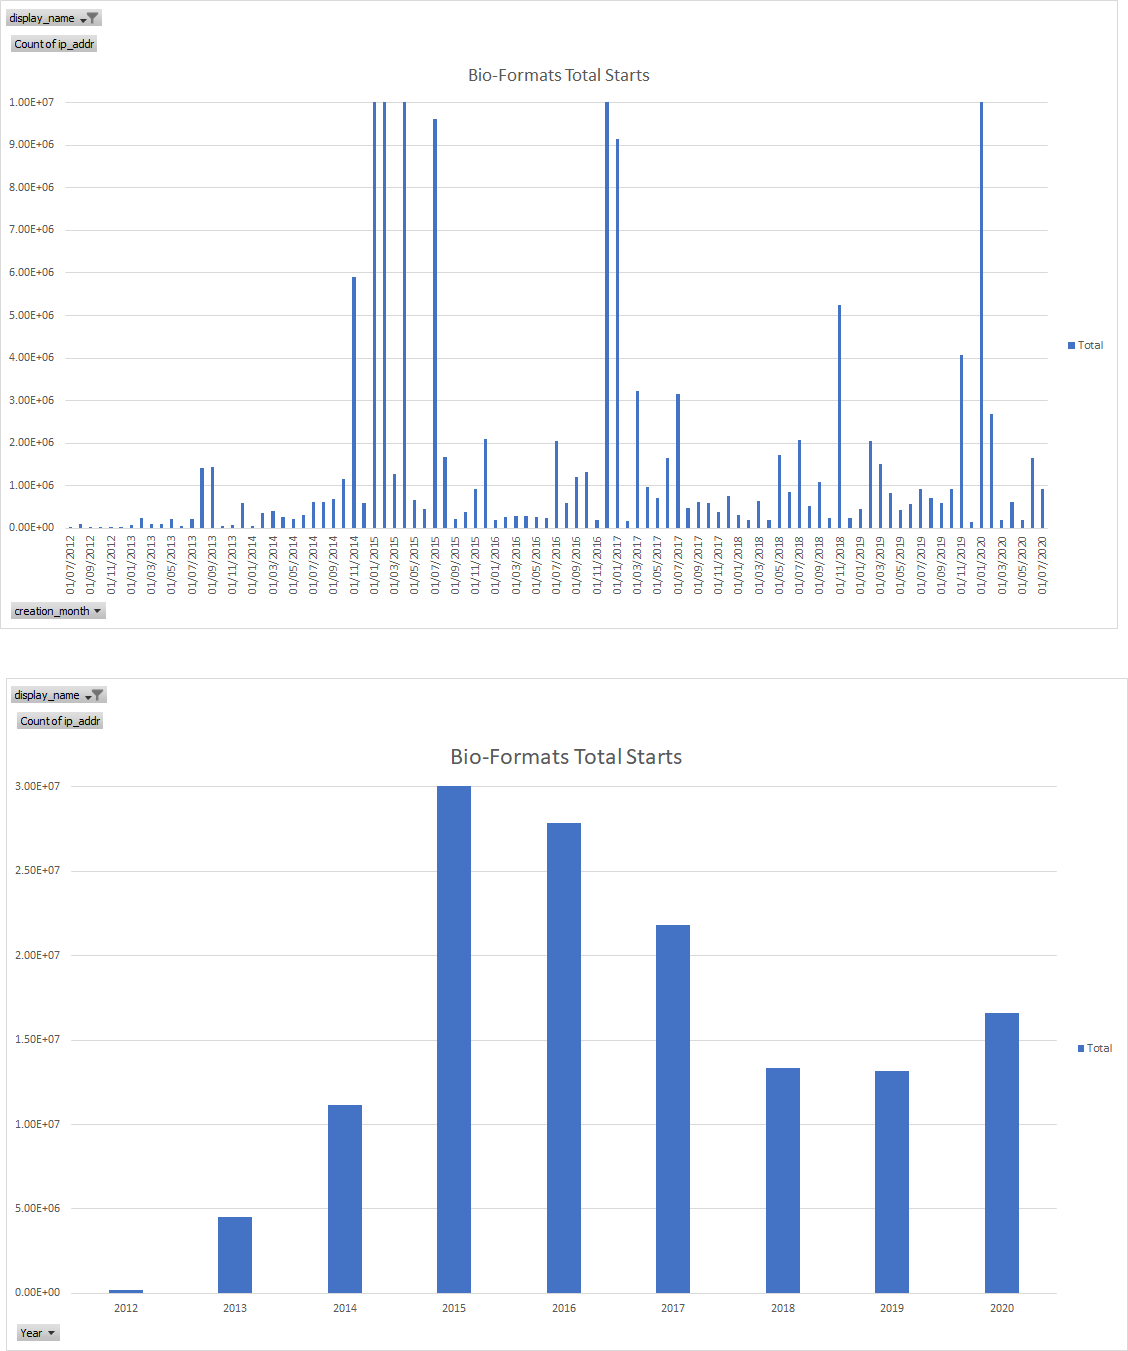 display_name
Count of ip_addr
Bio-Formats Total Starts
1.00E+07
9.00E+06
8.00E+06
7.00E+06
6.00E+06
5.00E+06
4.00E+06
3.00E+06
2.00E+06
1.00E+06
0.00E+00
Total
01/07/2012
01/09/2012
01/11/2012
01/01/2013
01/03/2013
01/05/2013
01/07/2013
01/09/2013
01/11/2013
01/01/2014
01/03/2014
01/05/2014
01/07/2014
01/09/2014
01/11/2014
01/01/2015
01/03/2015
01/05/2015
01/07/2015
01/09/2015
01/11/2015
01/01/2016
01/03/2016
01/05/2016
01/07/2016
01/09/2016
01/11/2016
01/01/2017
01/03/2017
01/05/2017
01/07/2017
01/09/2017
01/11/2017
01/01/2018
01/03/2018
01/05/2018
01/07/2018
01/09/2018
01/11/2018
01/01/2019
01/03/2019
01/05/2019
01/07/2019
01/09/2019
01/11/2019
01/01/2020
01/03/2020
01/05/2020
01/07/2020
creation_month
display_name
Count of ip_addr
Bio-Formats Total Starts
3.00E+07
2.50E+07
2.00E+07
1.50E+07
1.00E+07
5.00E+06
0.00E+00
Total
2012 2013 2014 2015 2016 2017 2018 2019 2020
Year